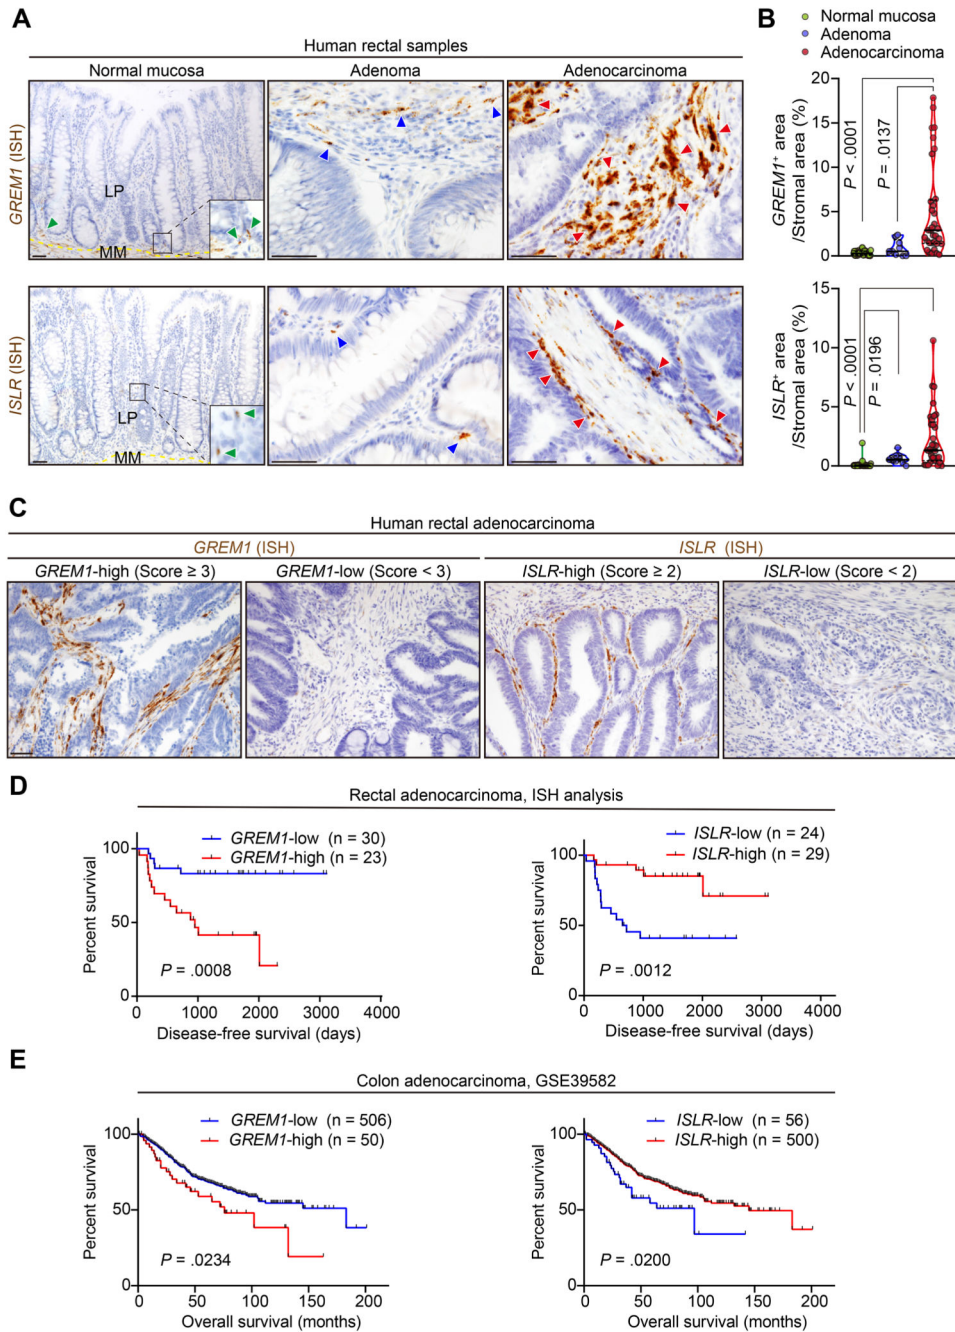 A
Human rectal samples
Normal mucosa
Adenoma
Adenocarcinoma
GREM1 (ISH)
LP
MM
ISLR (ISH)
LP
MM
B
Normal mucosa
Adenoma
Adenocarcinoma
GREM1+ area
/Stromal area (%)
20
15
10
5
0
P < .0001
P = .0137
ISLR+ area
/Stromal area (%)
15
10
5
0
P < .0001
P = .0196
C
Human rectal adenocarcinoma
GREM1 (ISH)
ISLR (ISH)
GREM1-high (Score ≥ 3)
GREM1-low (Score < 3)
ISLR-high (Score ≥ 2)
ISLR-low (Score < 2)
D
Rectal adenocarcinoma, ISH analysis
GREM1-low (n = 30)
GREM1-high (n = 23)
Percent survival
100
50
0
P = .0008
0 1000 2000 3000 4000
Disease-free survival (days)
ISLR-low (n = 24)
ISLR-high (n = 29)
Percent survival
100
50
0
P = .0012
0 1000 2000 3000 4000
Disease-free survival (days)
E
Colon adenocarcinoma, GSE39582
GREM1-low (n = 506)
GREM1-high (n = 50)
Percent survival
100
50
0
P = .0234
0 50 100 150 200
Overall survival (months)
ISLR-low (n = 56)
ISLR-high (n = 500)
Percent survival
100
50
0
P = .0200
0 50 100 150 200
Overall survival (months)